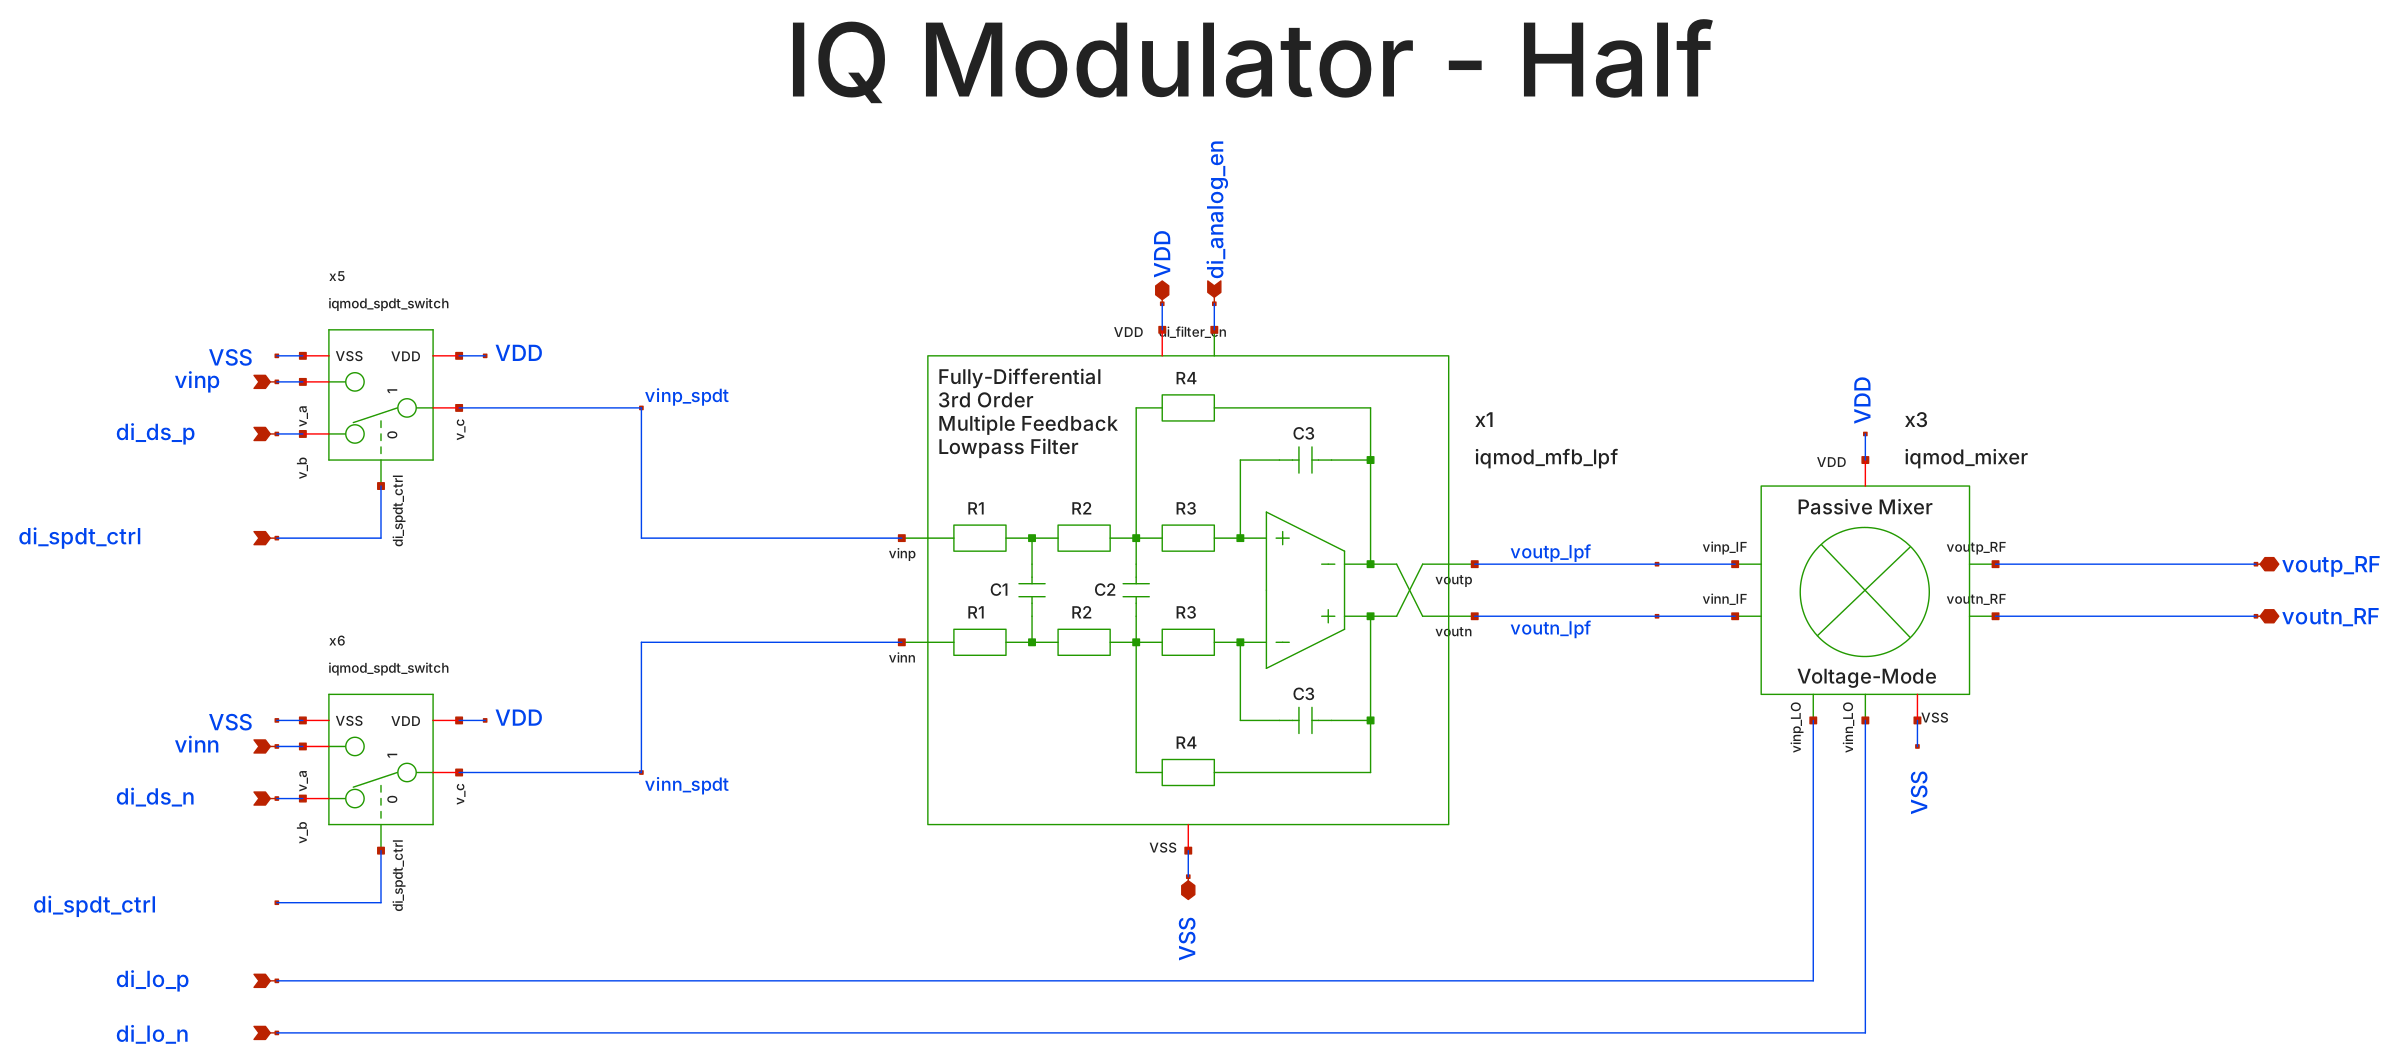 IQ Modulator - Half
di_analog_en
VDD
x5
iqmod_spdt_switch
VSS
VSS
VDD
VDD
vinp
v_a
1
di_ds_p
0
v_b
v_c
di_spdt_ctrl
di_spdt_ctrl
vinp_spdt
x6
iqmod_spdt_switch
VSS
VSS
VDD
VDD
vinn
v_a
1
di_ds_n
0
v_b
v_c
di_spdt_ctrl
di_spdt_ctrl
vinn_spdt
di_lo_p
di_lo_n
VDD
di_filter_en
Fully-Differential
3rd Order
Multiple Feedback
Lowpass Filter
R4
C3
R1
R2
R3
vinp
C1
C2
R1
R2
R3
vinn
C3
R4
VSS
VSS
x1
iqmod_mfb_lpf
voutp
voutn
voutp_lpf
voutn_lpf
VDD
VDD
x3
iqmod_mixer
Passive Mixer
vinp_IF
voutp_RF
vinn_IF
voutn_RF
Voltage-Mode
vinp_LO
vinn_LO
VSS
VSS
voutp_RF
voutn_RF